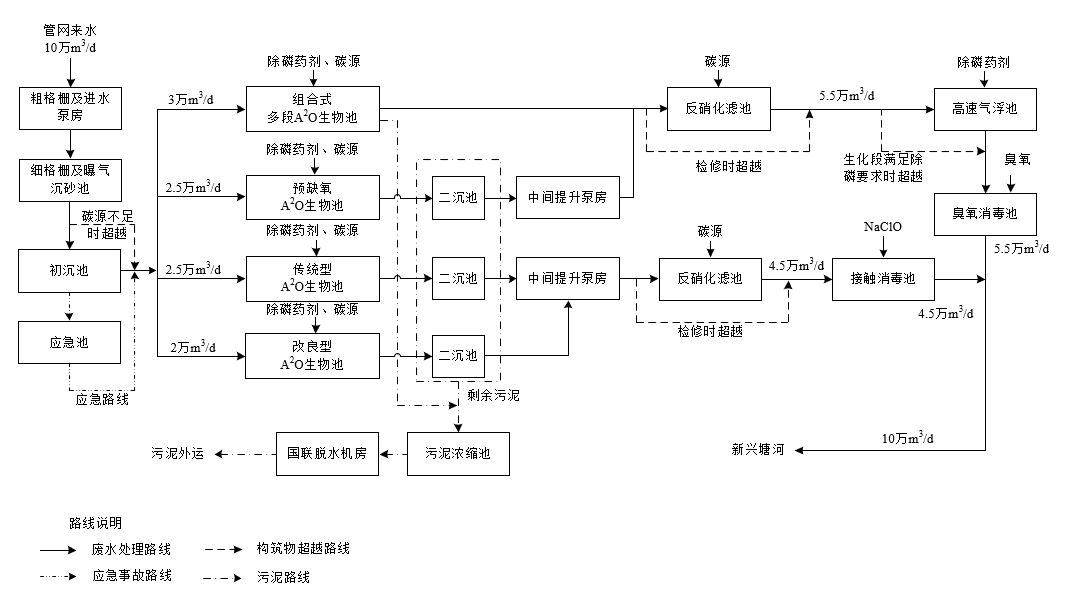 管网来水
10万m³/d
粗格栅及进水
泵房
细格栅及曝气
沉砂池
碳源不足
时超越
初沉池
应急池
应急路线
3万m³/d
2.5万m³/d
2.5万m³/d
2万m³/d
除磷药剂、碳源
组合式
多段A²O生物池
除磷药剂、碳源
预缺氧
A²O生物池
除磷药剂、碳源
传统型
A²O生物池
除磷药剂、碳源
改良型
A²O生物池
二沉池
二沉池
二沉池
剩余污泥
中间提升泵房
中间提升泵房
碳源
反硝化滤池
检修时超越
5.5万m³/d
碳源
反硝化滤池
检修时超越
4.5万m³/d
除磷药剂
高速气浮池
生化段满足除
磷要求时超越
臭氧
臭氧消毒池
5.5万m³/d
NaClO
接触消毒池
4.5万m³/d
10万m³/d
新兴塘河
污泥浓缩池
国联脱水机房
污泥外运
路线说明
废水处理路线
构筑物超越路线
应急事故路线
污泥路线